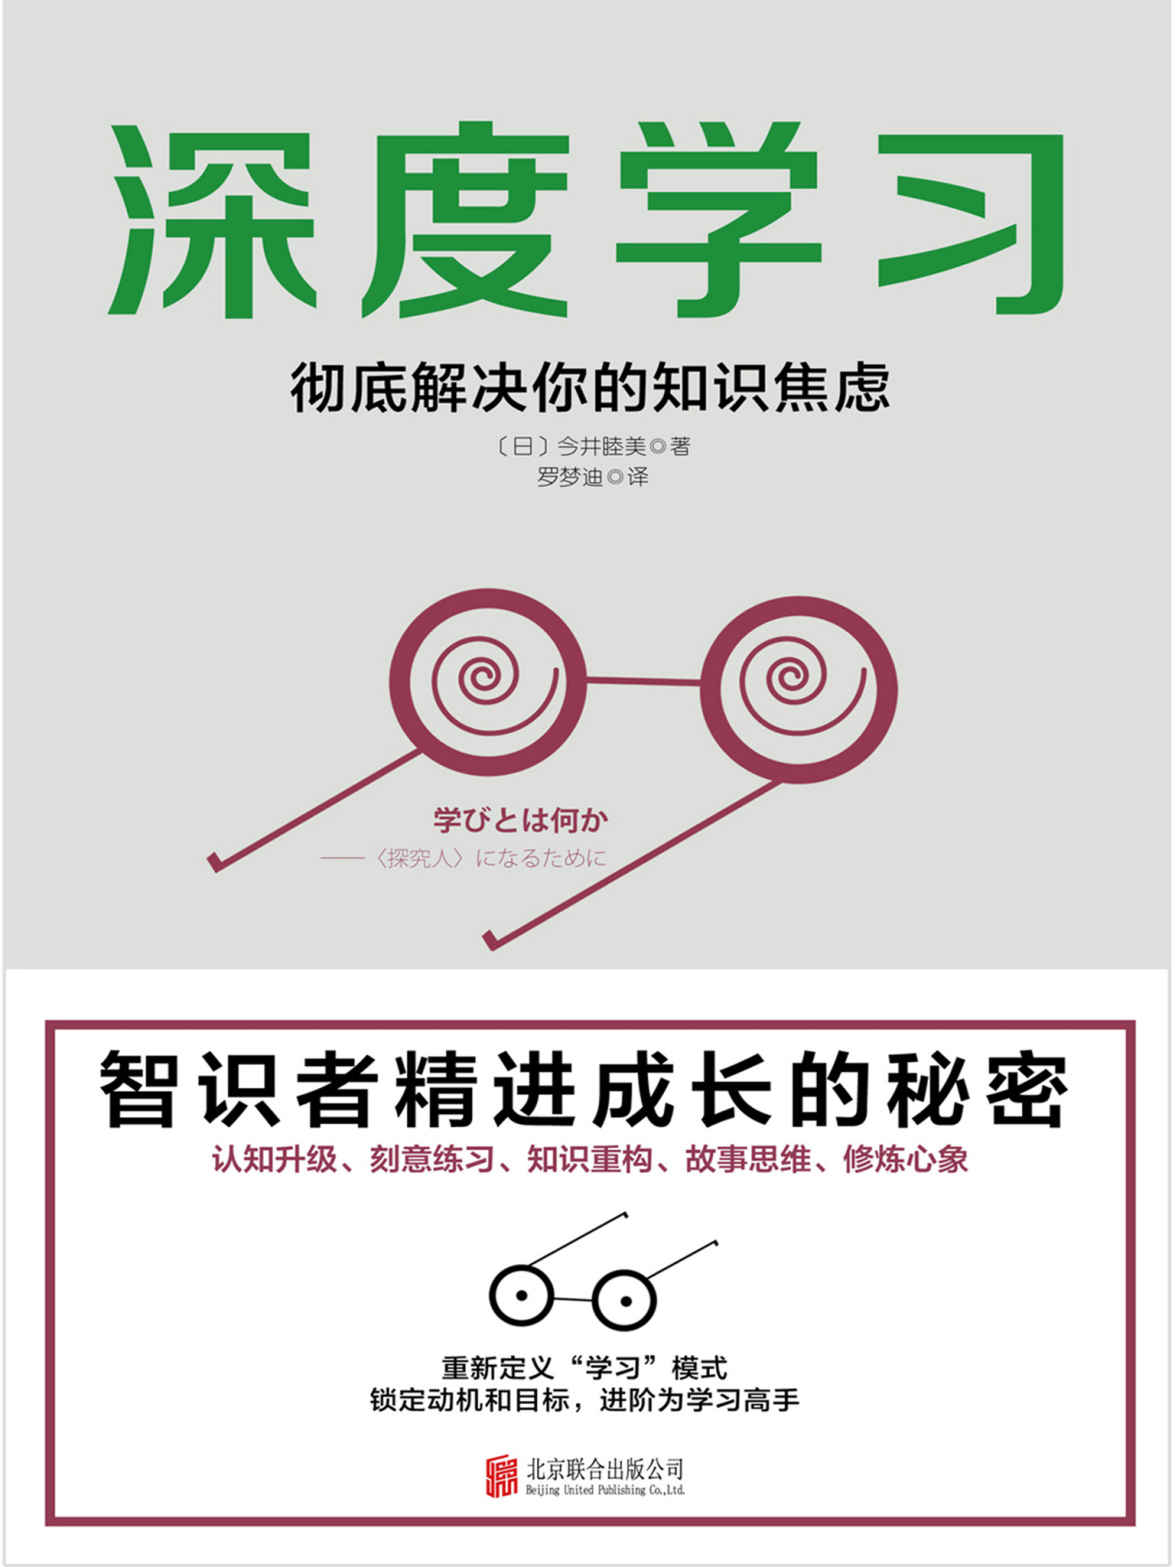 深度学习
彻底解决你的知识焦虑
〔日〕今井睦美◎著
罗梦迪◎译
学びとは何か
——〈探究人〉になるために
智识者精进成长的秘密
认知升级、刻意练习、知识重构、故事思维、修炼心象
重新定义“学习”模式
锁定动机和目标，进阶为学习高手
北京联合出版公司
Beijing United Publishing Co.,Ltd.